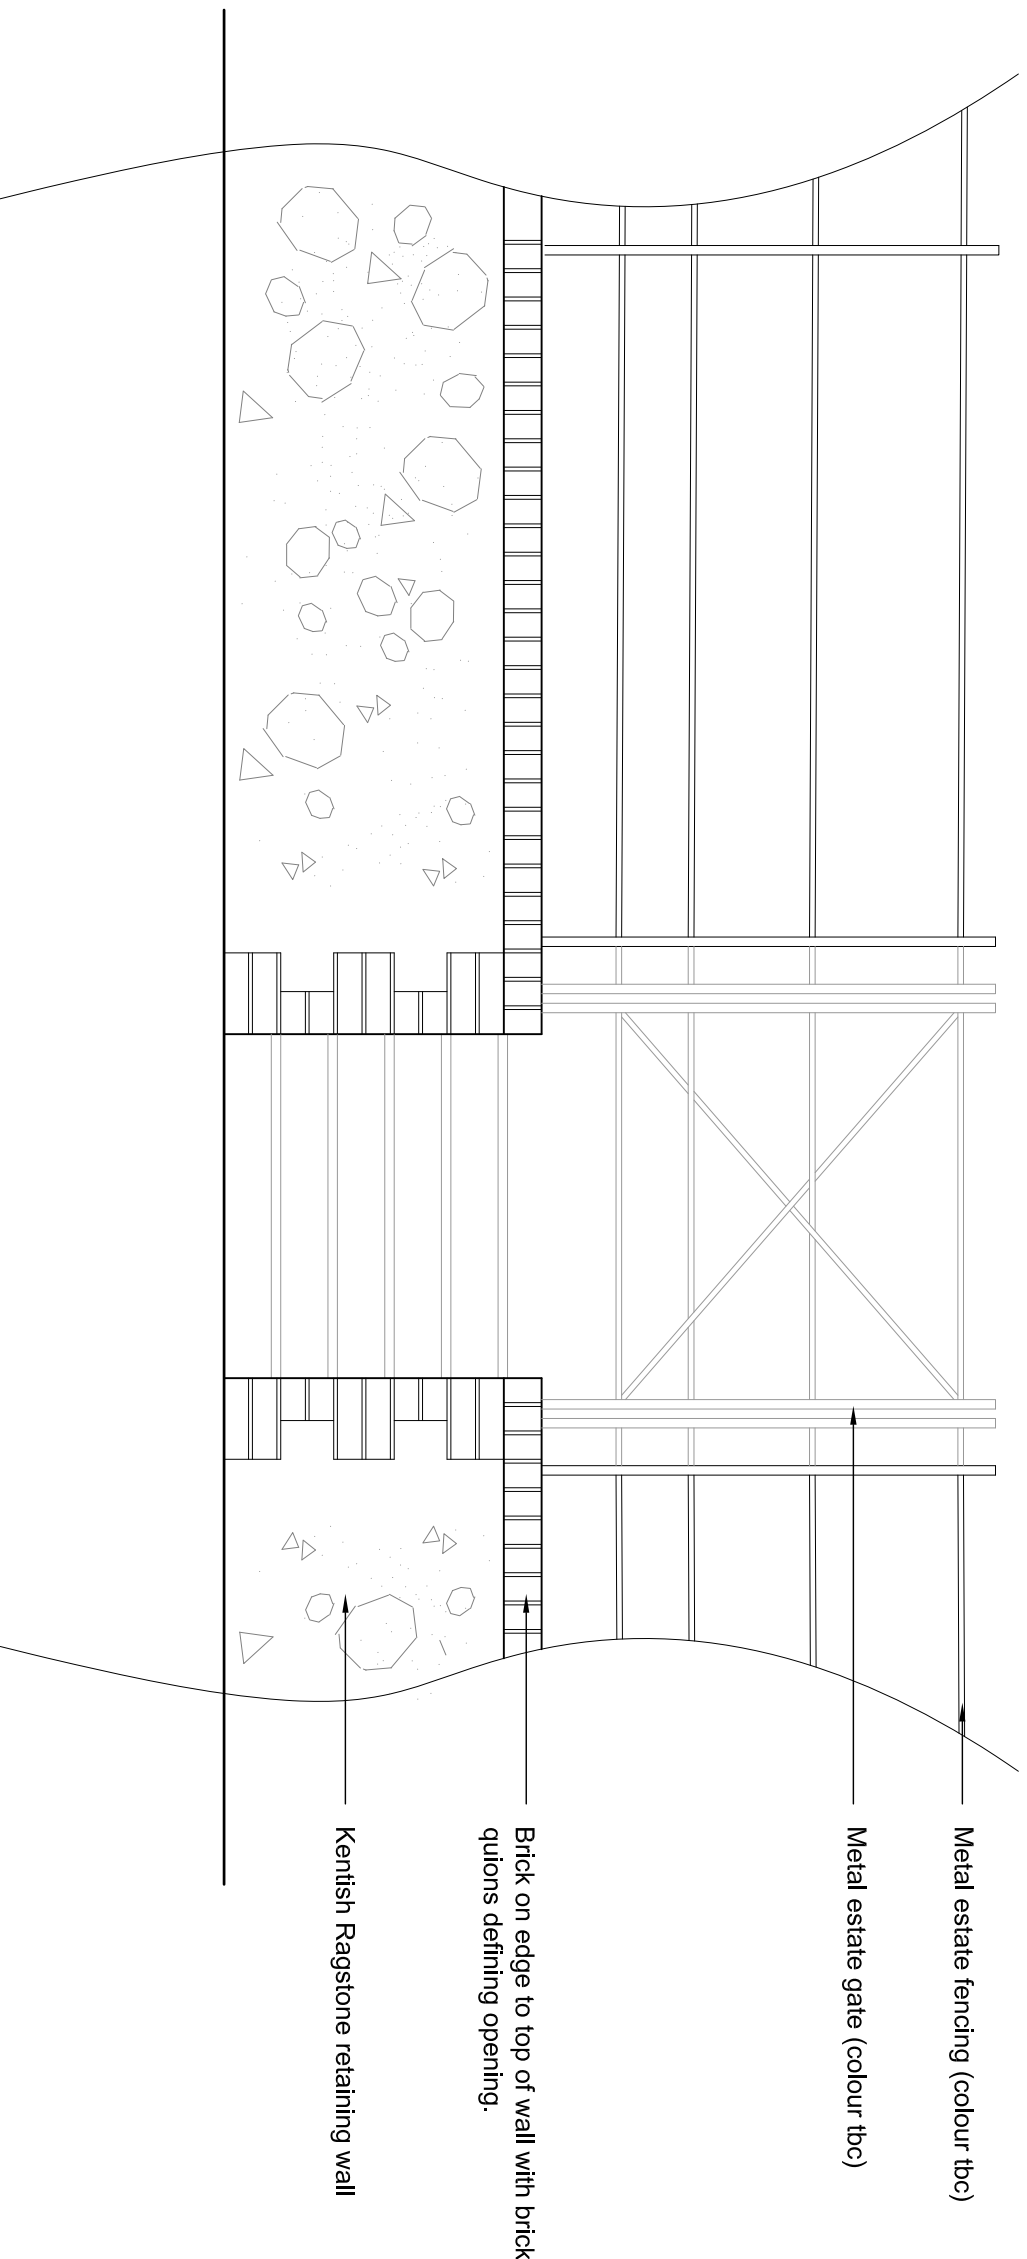 Metal estate fencing (colour tbc)
Metal estate gate (colour tbc)
Brick on edge to top of wall with brick
quions defining opening.
Kentish Ragstone retaining wall